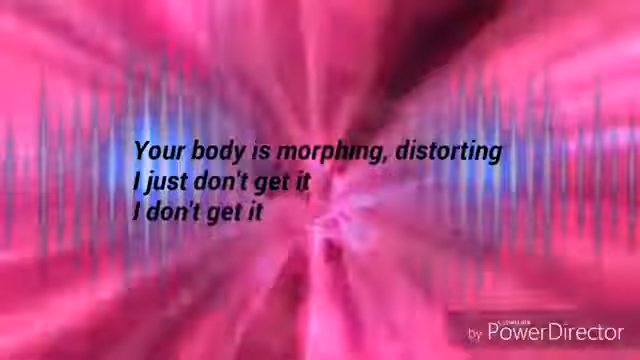 Your body is morphing, distorting
I just don't get it
I don't get it
by PowerDirector